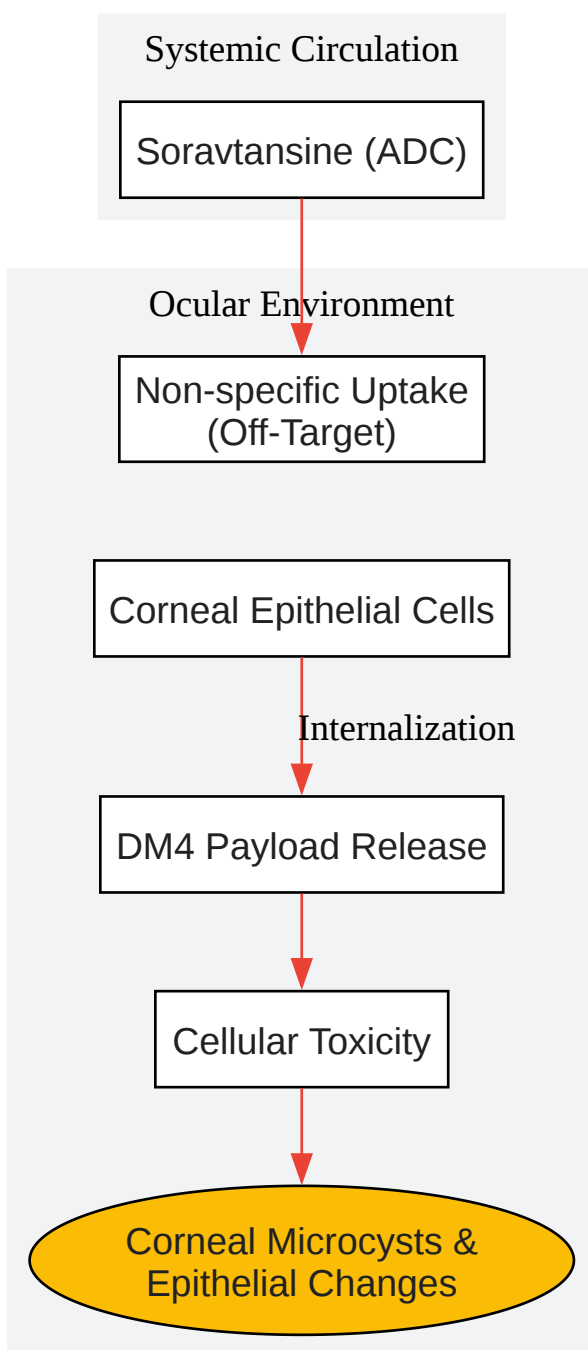 Systemic Circulation
Soravtansine (ADC)
Ocular Environment
Non-specific Uptake
(Off-Target)
Corneal Epithelial Cells
Internalization
DM4 Payload Release
Cellular Toxicity
Corneal Microcysts &
Epithelial Changes